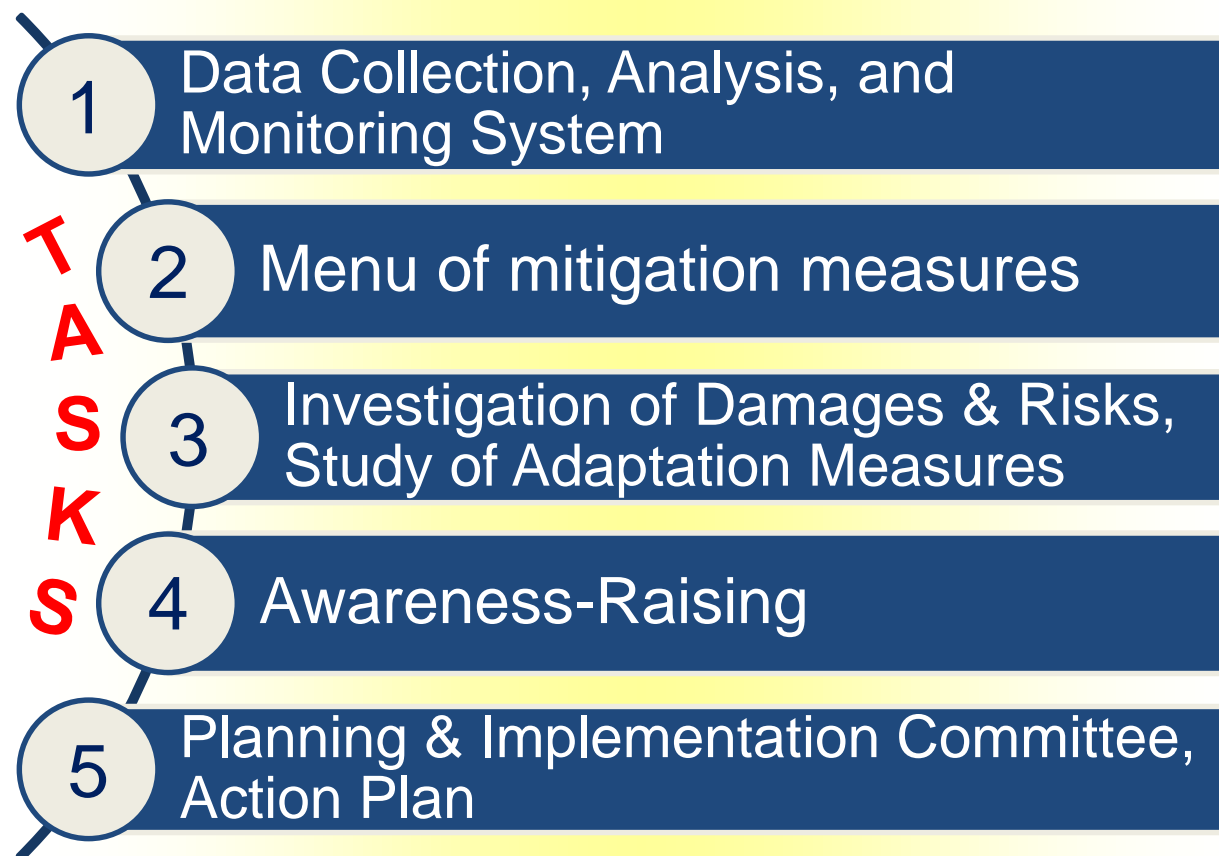 TASKS
1
Data Collection, Analysis, and
Monitoring System
2
Menu of mitigation measures
3
Investigation of Damages & Risks,
Study of Adaptation Measures
4
Awareness-Raising
5
Planning & Implementation Committee,
Action Plan